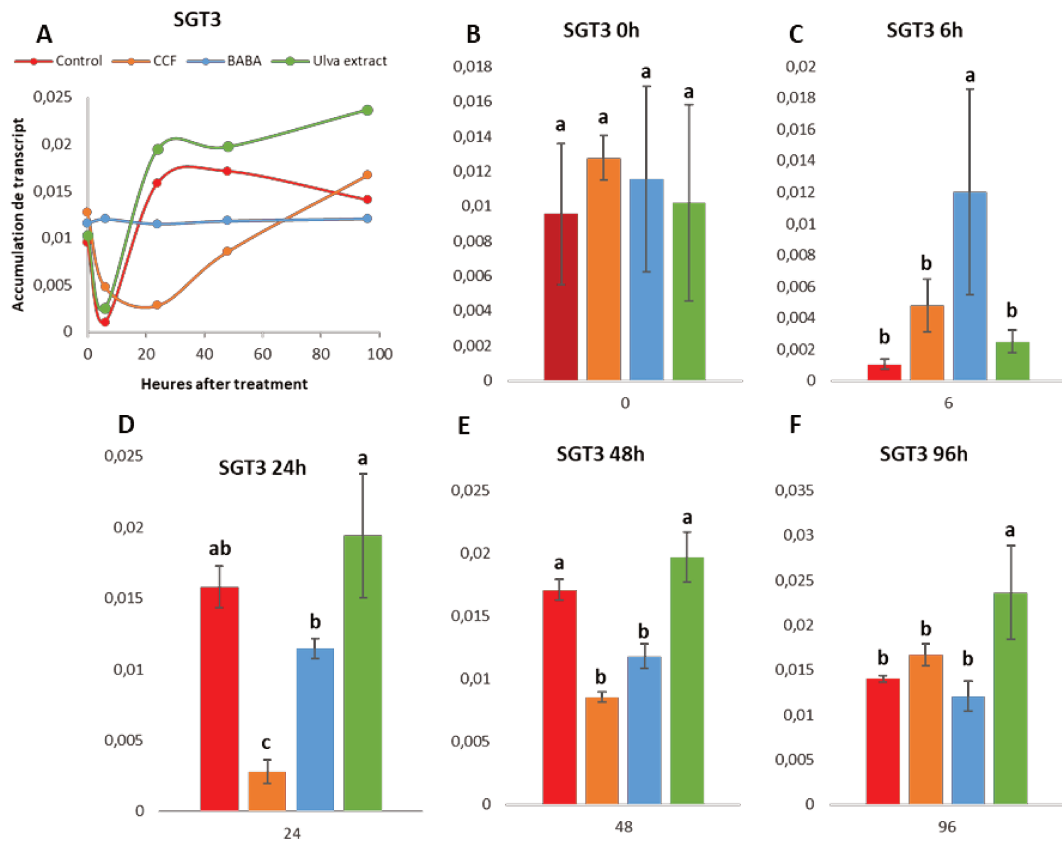 SGT3
A
Control CCF BABA Ulva extract
Accumulation de transcript
0,025
0,02
0,015
0,01
0,005
0
0 20 40 60 80 100
Heures after treatment
B
SGT3 0h
0,018
0,016
0,014
0,012
0,01
0,008
0,006
0,004
0,002
0
a a a a
0
C
SGT3 6h
0,02
0,018
0,016
0,014
0,012
0,01
0,008
0,006
0,004
0,002
0
b b a b
6
D
SGT3 24h
0,025
0,02
0,015
0,01
0,005
0
ab c b a
24
E
SGT3 48h
0,025
0,02
0,015
0,01
0,005
0
a b b a
48
F
SGT3 96h
0,035
0,03
0,025
0,02
0,015
0,01
0,005
0
b b b a
96